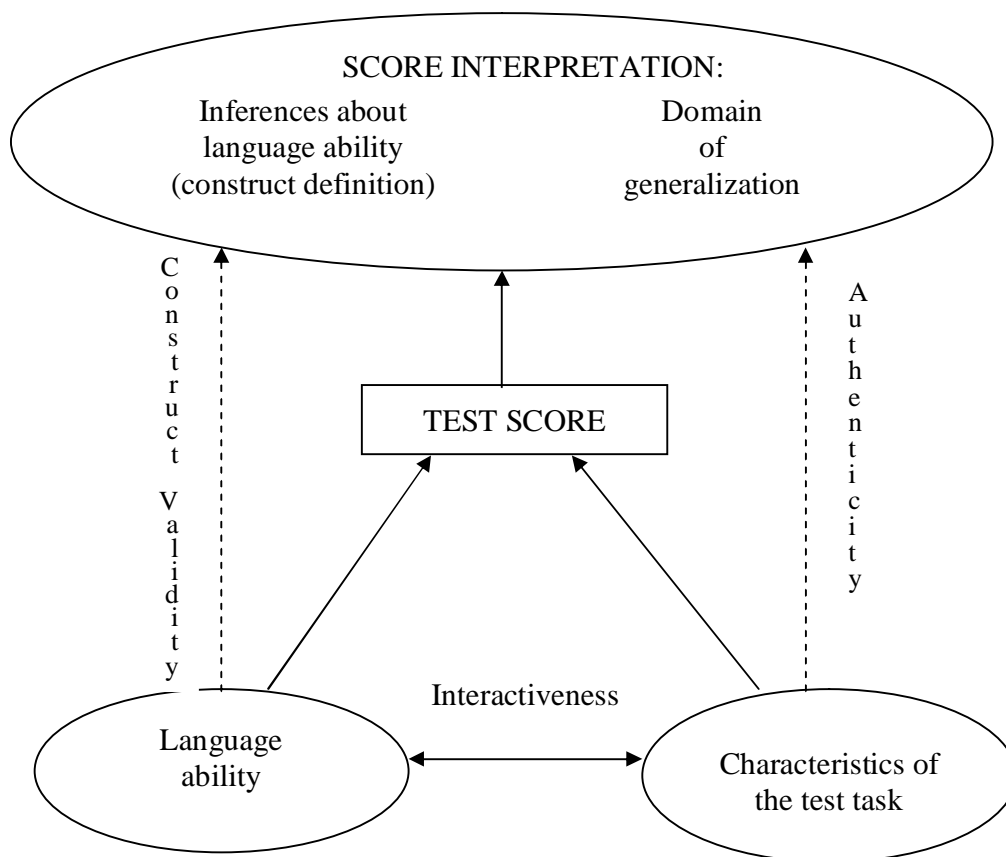 SCORE INTERPRETATION:
Inferences about
language ability
(construct definition)
Domain
of
generalization
Construct Validity
Authenticity
TEST SCORE
Interactiveness
Language
ability
Characteristics of
the test task